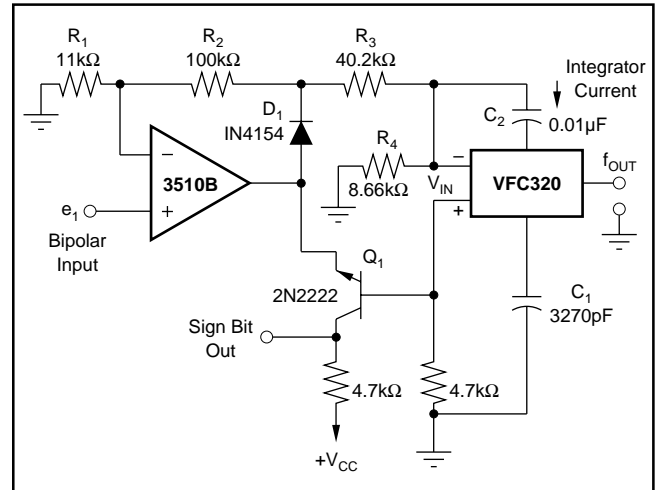 R1
11kΩ
R2
100kΩ
R3
40.2kΩ
Integrator
Current
D1
IN4154
C2
0.01µF
R4
8.66kΩ
–
+
3510B
e1
Bipolar
Input
VIN
–
+
VFC320
fOUT
Q1
2N2222
C1
3270pF
Sign Bit
Out
4.7kΩ
4.7kΩ
+VCC